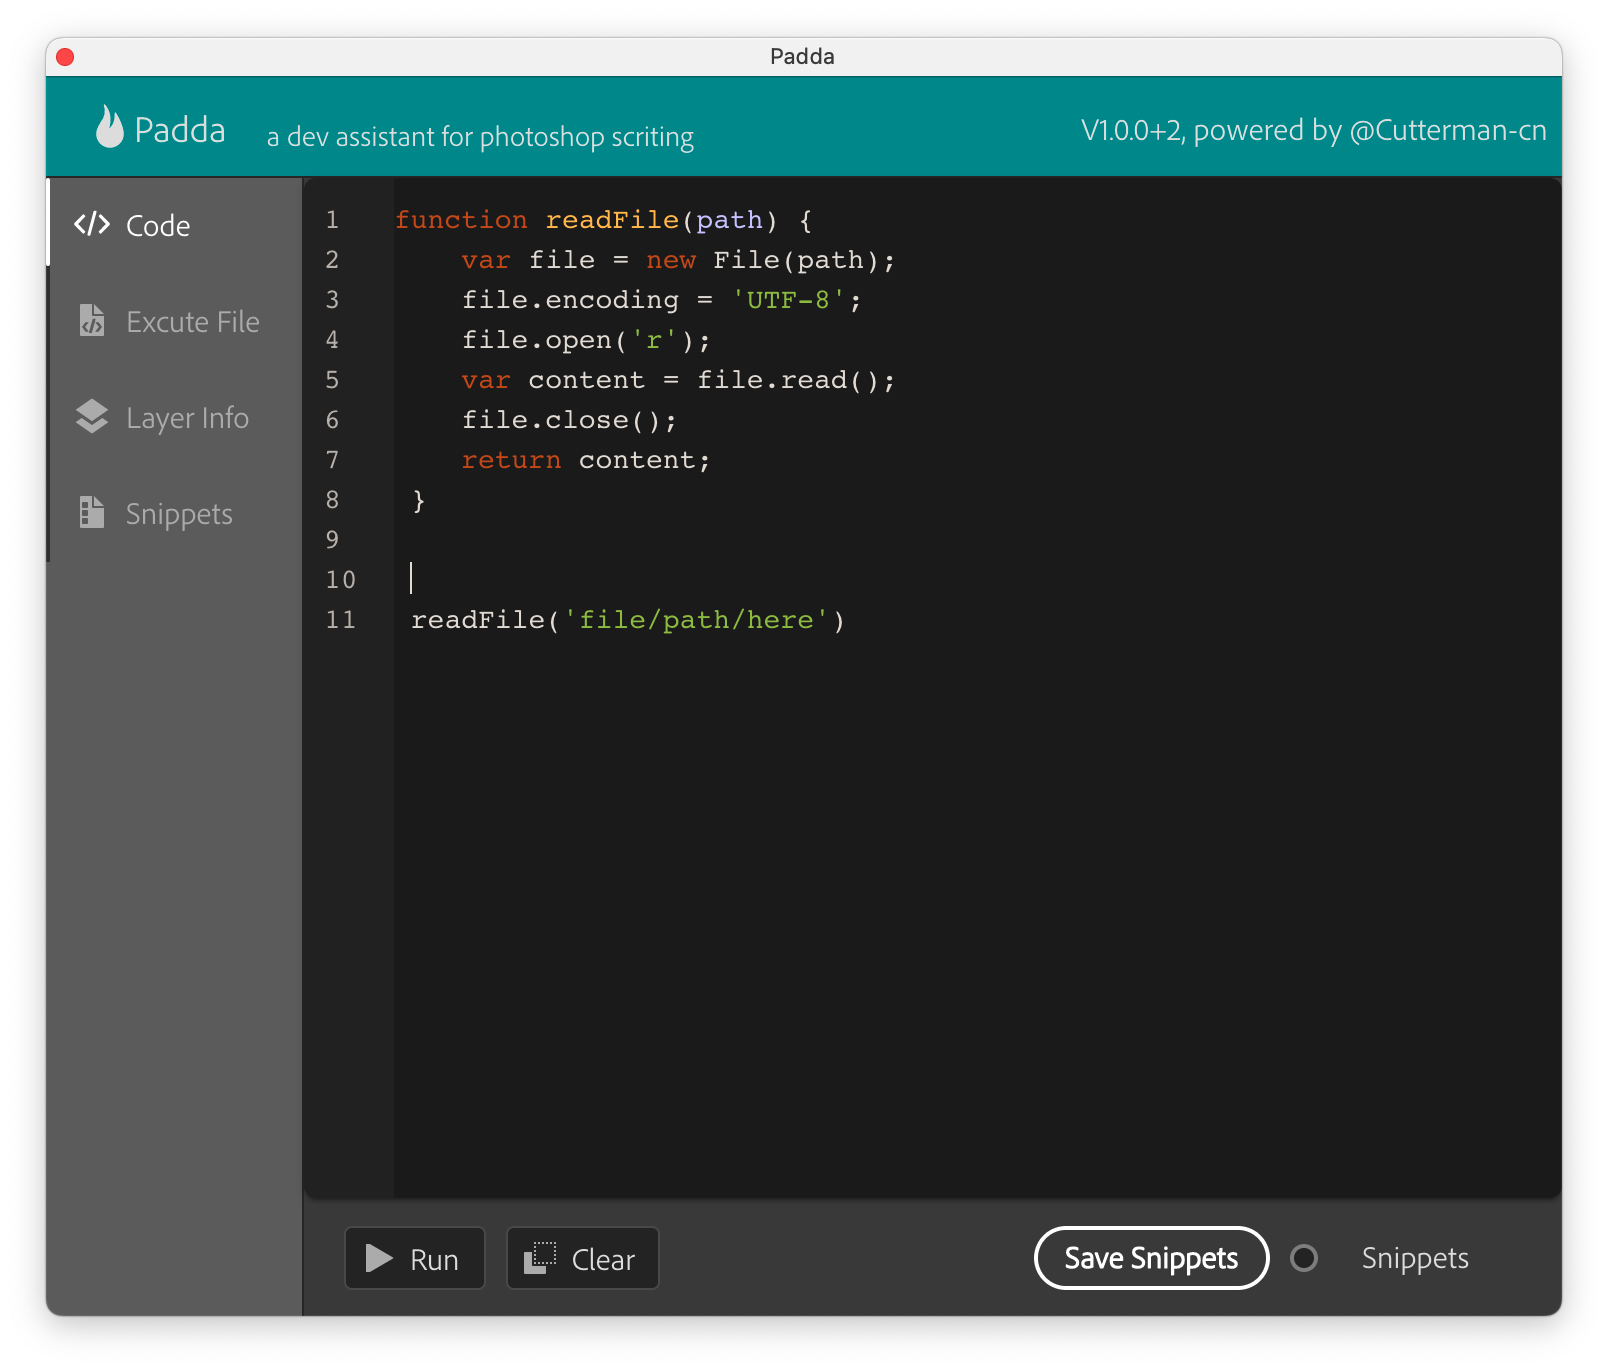 Padda
Padda
a dev assistant for photoshop scriting
V1.0.0+2, powered by @Cutterman-cn
Code
Excute File
Layer Info
Snippets
1 function readFile(path) {
2     var file = new File(path);
3     file.encoding = 'UTF-8';
4     file.open('r');
5     var content = file.read();
6     file.close();
7     return content;
8  }
9
10
11  readFile('file/path/here')
Run
Clear
Save Snippets
Snippets